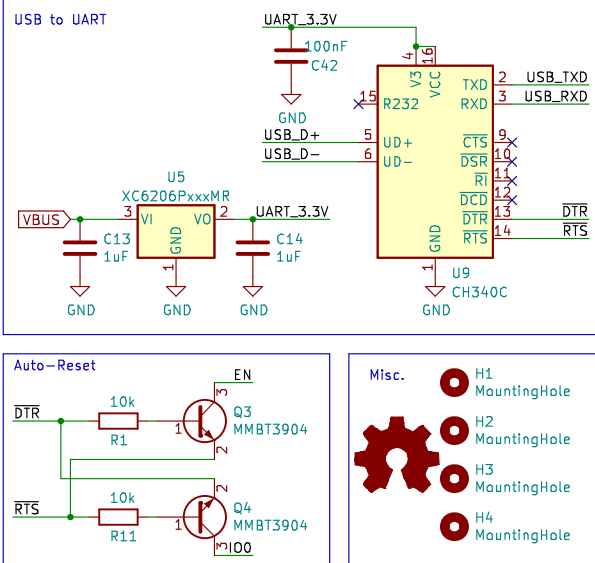 USB to UART
UART_3.3V
100nF
C42
GND
4
16
V3
VCC
15
R232
TXD
2
USB_TXD
RXD
3
USB_RXD
USB_D+
5
UD+
USB_D-
6
UD-
CTS
9
DSR
10
RI
11
DCD
12
DTR
13
DTR
RTS
14
RTS
GND
1
U9
CH340C
GND
U5
XC6206PxxxMR
VBUS
3
VI
VO
2
UART_3.3V
GND
1
C13
1uF
C14
1uF
GND
GND
GND
Auto-Reset
EN
DTR
10k
R1
3
1
2
Q3
MMBT3904
RTS
10k
R11
2
1
3
Q4
MMBT3904
IO0
Misc.
H1
MountingHole
H2
MountingHole
H3
MountingHole
H4
MountingHole